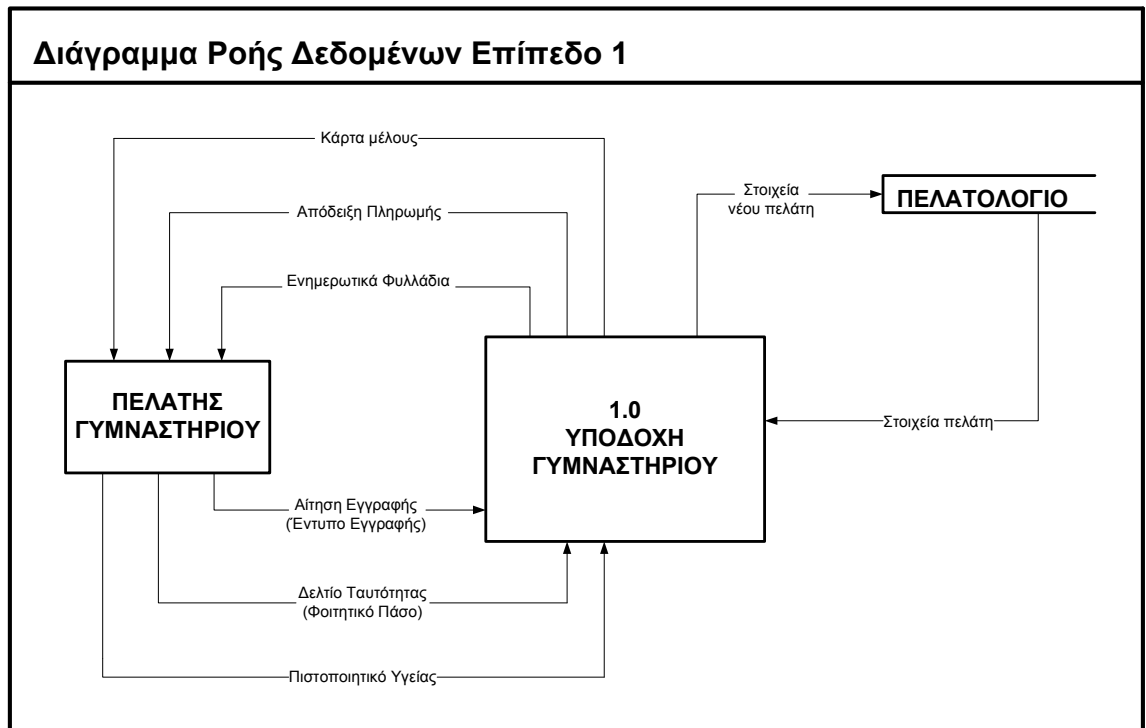 Διάγραμμα Ροής Δεδομένων Επίπεδο 1
Κάρτα μέλους
Στοιχεία
νέου πελάτη
ΠΕΛΑΤΟΛΟΓΙΟ
Απόδειξη Πληρωμής
Ενημερωτικά Φυλλάδια
ΠΕΛΑΤΗΣ
ΓΥΜΝΑΣΤΗΡΙΟΥ
1.0
ΥΠΟΔΟΧΗ
ΓΥΜΝΑΣΤΗΡΙΟΥ
Στοιχεία πελάτη
Αίτηση Εγγραφής
(Έντυπο Εγγραφής)
Δελτίο Ταυτότητας
(Φοιτητικό Πάσο)
Πιστοποιητικό Υγείας